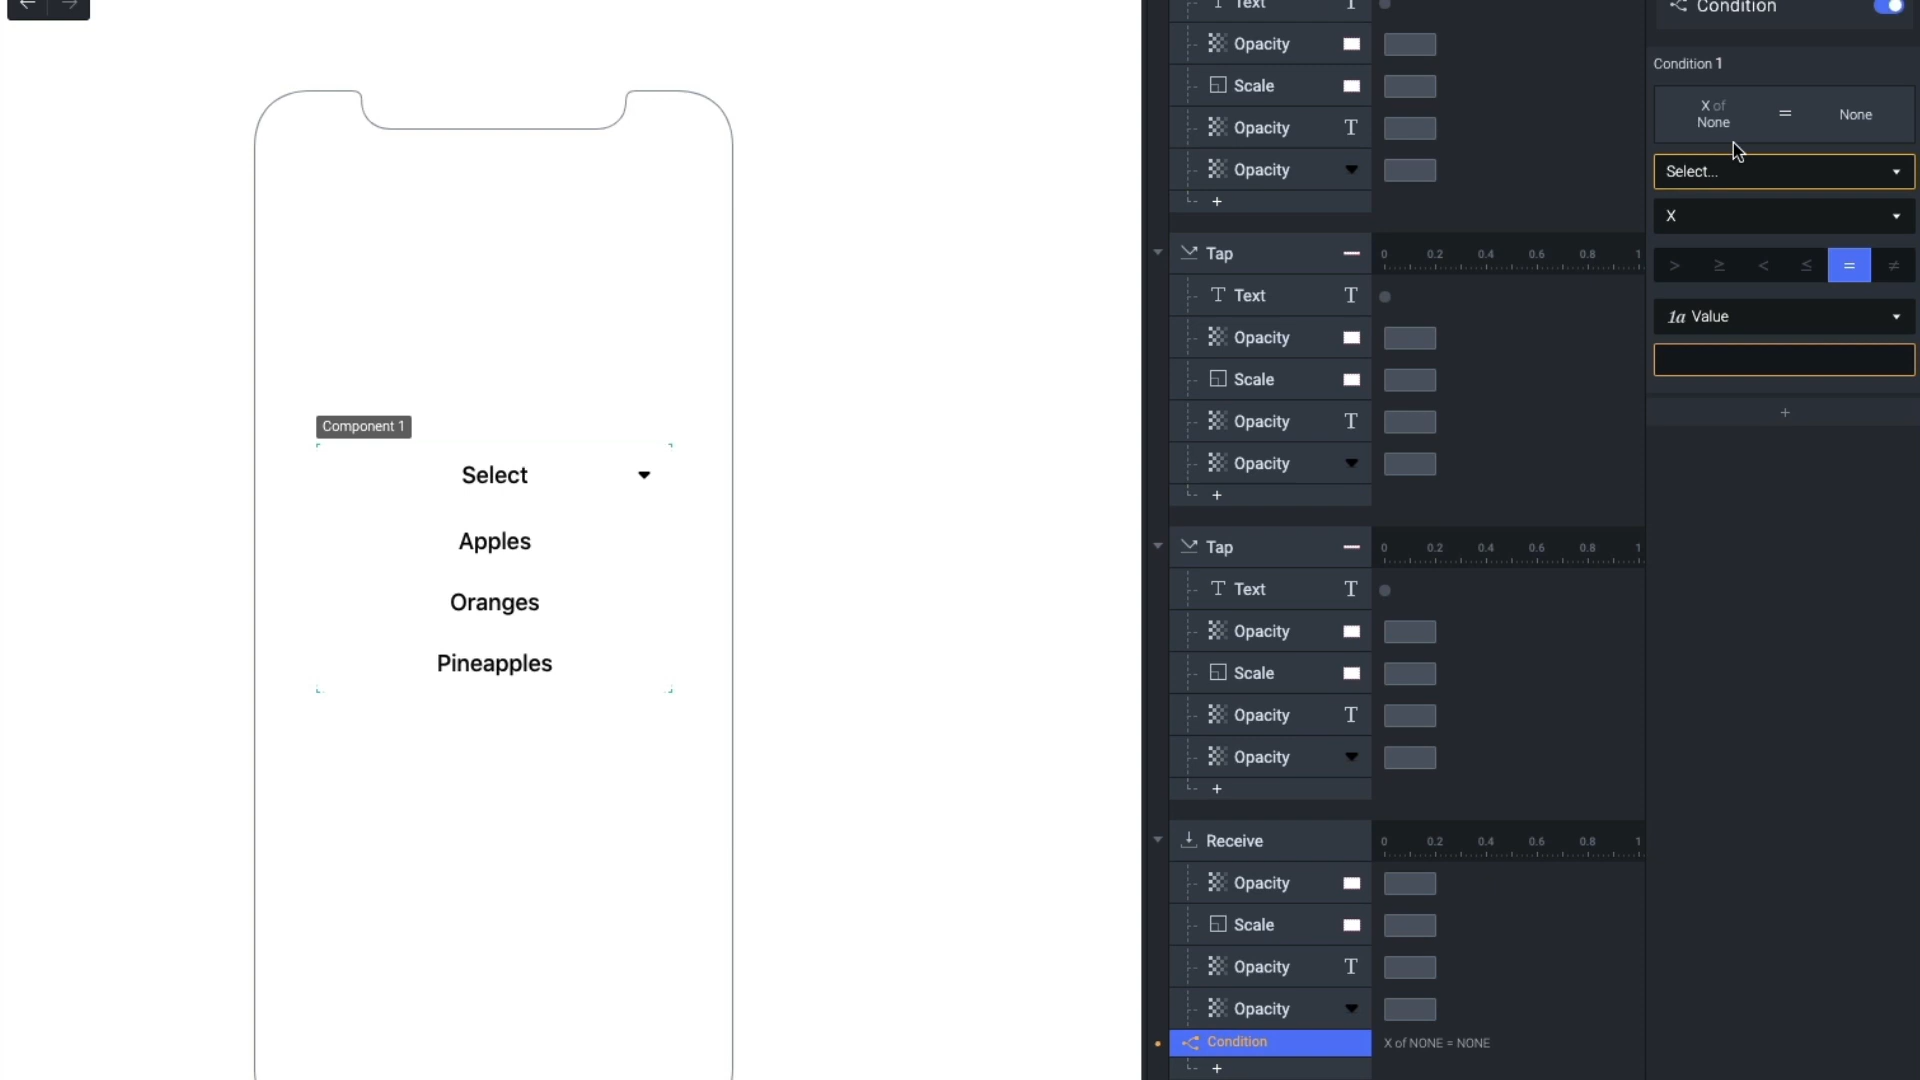 Component 1
Select
Apples
Oranges
Pineapples
Text T
Opacity
Scale
Opacity T
Opacity
+
Tap 0 0.2 0.4 0.6 0.8 1
Text T
Opacity
Scale
Opacity T
Opacity
+
Tap 0 0.2 0.4 0.6 0.8 1
Text T
Opacity
Scale
Opacity T
Opacity
+
Receive 0 0.2 0.4 0.6 0.8 1
Opacity
Scale
Opacity T
Opacity
Condition X of NONE = NONE
+
Condition
Condition 1
X of
None = None
Select...
X
> ≥ < ≤ = ≠
1a Value
+